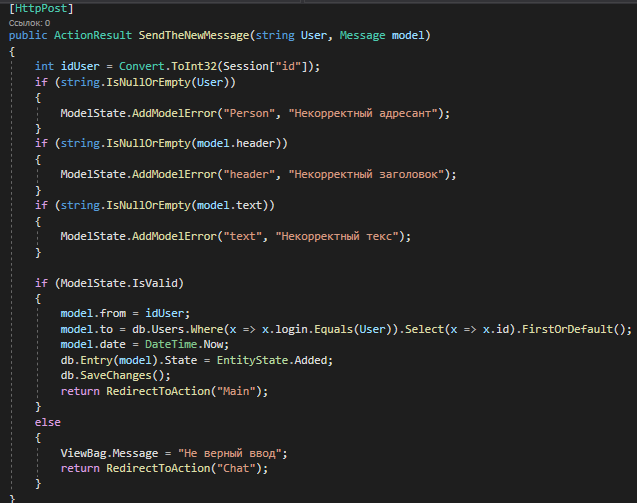 [HttpPost]
Ссылок: 0
public ActionResult SendTheNewMessage(string User, Message model)
{
int idUser = Convert.ToInt32(Session["id"]);
if (string.IsNullOrEmpty(User))
{
ModelState.AddModelError("Person", "Некорректный адресант");
}
if (string.IsNullOrEmpty(model.header))
{
ModelState.AddModelError("header", "Некорректный заголовок");
}
if (string.IsNullOrEmpty(model.text))
{
ModelState.AddModelError("text", "Некорректный текс");
}
if (ModelState.IsValid)
{
model.from = idUser;
model.to = db.Users.Where(x => x.login.Equals(User)).Select(x => x.id).FirstOrDefault();
model.date = DateTime.Now;
db.Entry(model).State = EntityState.Added;
db.SaveChanges();
return RedirectToAction("Main");
}
else
{
ViewBag.Message = "Не верный ввод";
return RedirectToAction("Chat");
}
}